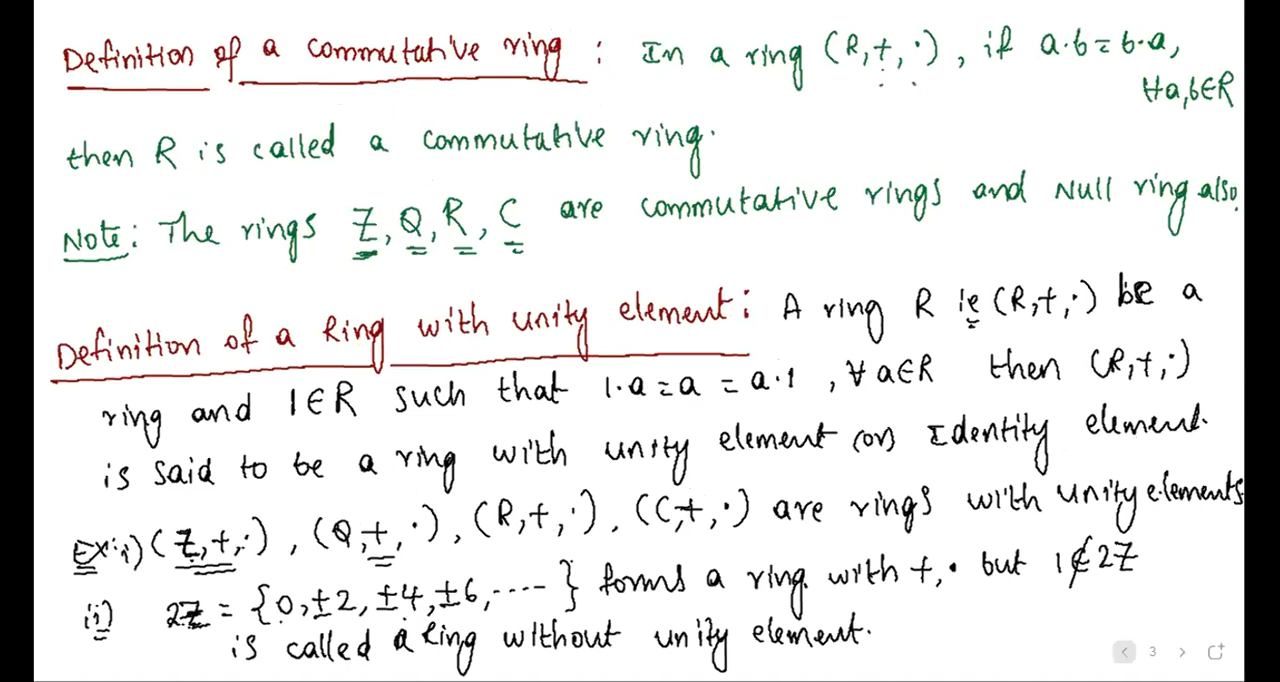 Definition of a commutative ring : In a ring (R,+,·), if a·b=b·a,
∀a,b∈R
then R is called a commutative ring.
Note: The rings Z, Q, R, C are commutative rings and Null ring also.
Definition of a Ring with unity element: A ring R ie (R,+,·) be a
ring and 1∈R such that 1·a=a=a·1, ∀a∈R then (R,+,·)
is said to be a ring with unity element (or) Identity element.
Ex: i) (Z,+,·), (Q,+,·), (R,+,·), (C,+,·) are rings with unity elements
ii) 2Z = {0,±2,±4,±6,----} forms a ring with +,· but 1∉2Z
is called a Ring without unity element.
3